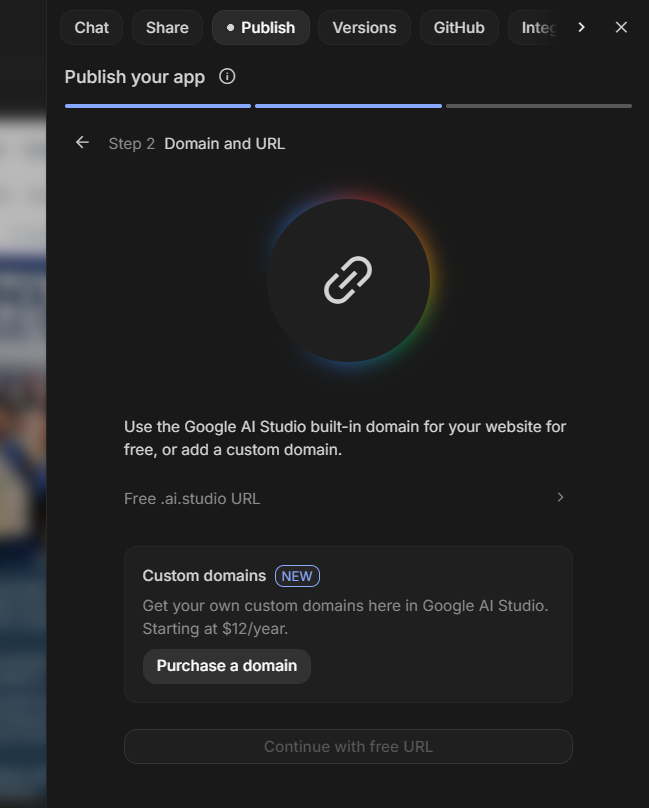 Chat
Share
Publish
Versions
GitHub
Publish your app
Step 2 Domain and URL
Use the Google AI Studio built-in domain for your website for
free, or add a custom domain.
Free .ai.studio URL
Custom domains NEW
Get your own custom domains here in Google AI Studio.
Starting at $12/year.
Purchase a domain
Continue with free URL